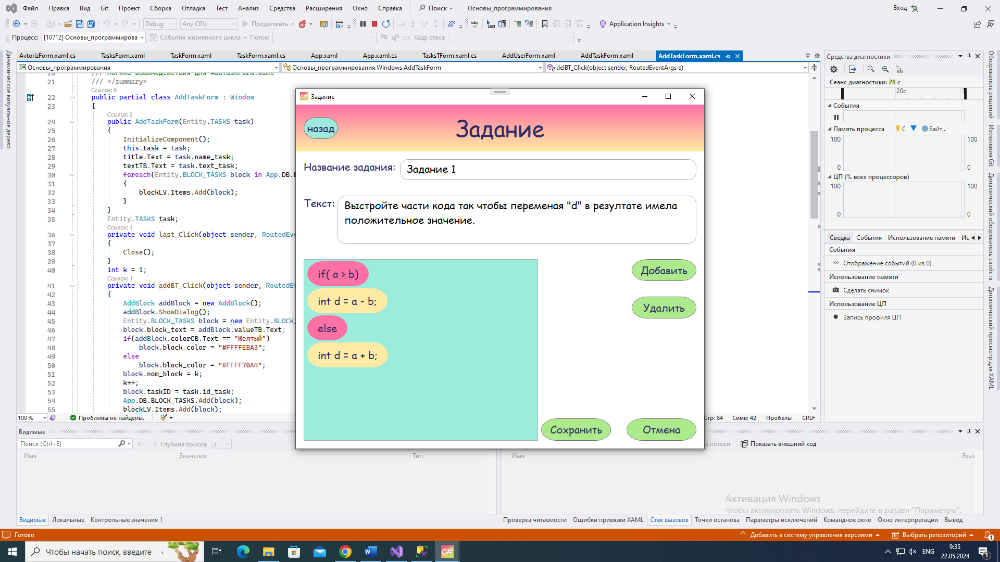 Файл Правка Вид Git Проект Сборка Отладка Тест Анализ Средства Расширения Окно Справка Поиск Основы_программирования Вход
Debug Any CPU Продолжить Application Insights
Процесс: [10712] Основы_программирова События жизненного цикла Поток: Кадр стека:
AvtorizForm.xaml.cs TasksForm.xaml TaskForm.xaml TaskForm.xaml.cs App.xaml App.xaml.cs TasksTForm.xaml.cs AddUserForm.xaml AddTaskForm.xaml AddTaskForm.xaml.cs
Основы_программирования Основы_программирования.Windows.AddTaskForm delBT_Click(object sender, RoutedEventArgs e)
Динамическое визуальное дерево
20 /// Логика взаимодействия для AddTaskForm.xaml
21 /// </summary>
Ссылок: 6
22 public partial class AddTaskForm : Window
23 {
Ссылок: 2
24 public AddTaskForm(Entity.TASKS task)
25 {
26 InitializeComponent();
27 this.task = task;
28 title.Text = task.name_task;
29 textTB.Text = task.text_task;
30 foreach(Entity.BLOCK_TASKS block in App.DB.
31 {
32 blockLV.Items.Add(block);
33 }
34 }
35 Entity.TASKS task;
Ссылок: 1
36 private void last_Click(object sender, RoutedEve
37 {
38 Close();
39 }
40 int k = 1;
Ссылок: 1
41 private void addBT_Click(object sender, RoutedE
42 {
43 AddBlock addBlock = new AddBlock();
44 addBlock.ShowDialog();
45 Entity.BLOCK_TASKS block = new Entity.BLOCK_
46 block.block_text = addBlock.valueTB.Text;
47 if(addBlock.colorCB.Text == "Желтый")
48 block.block_color = "#FFFFEBA3";
49 else
50 block.block_color = "#FFFF70A4";
51 block.nom_block = k;
52 k++;
53 block.taskID = task.id_task;
54 App.DB.BLOCK_TASKS.Add(block);
55 blockLV.Items.Add(block);
100 % Проблемы не найдены. Стр: 84 Симв: 42 Пробелы CRLF
C# Задание
назад
Задание
Название задания: Задание 1
Текст: Выстройте части кода так чтобы переменая "d" в резултате имела
положительное значение.
if( a > b)
int d = a - b;
else
int d = a + b;
Добавить
Удалить
Сохранить Отмена
Средства диагностики
Сеанс диагностики: 28 с
20с 3
События
Память процесса С Байт..
100 100
0 0
ЦП (% всех процессоров)
100 100
0 0
Сводка События Использование памяти Ис
События
Отображение событий (0 из 0)
Использование памяти
Сделать снимок
Использование ЦП
Запись профиля ЦП
Обозреватель решений
Изменения Git
Динамический обозреватель свойств
Динамический просмотр для XAML
Видимые
Поиск (Ctrl+E) Глубина поиска: 3
Имя Значение Тип
е потоки Показать внешний код
Имя Язык
Активация Windows
Чтобы активировать Windows, перейдите в раздел "Параметры".
Видимые Локальные Контрольные значения 1
Проверка читаемости Ошибки привязки XAML Стек вызовов Точки останова Параметры исключений Командное окно Окно интерпретации Вывод
Готово Добавить в систему управления версиями Выбрать репозиторий 1
Чтобы начать поиск, введите
C#
ENG 9:35
22.05.2024
1